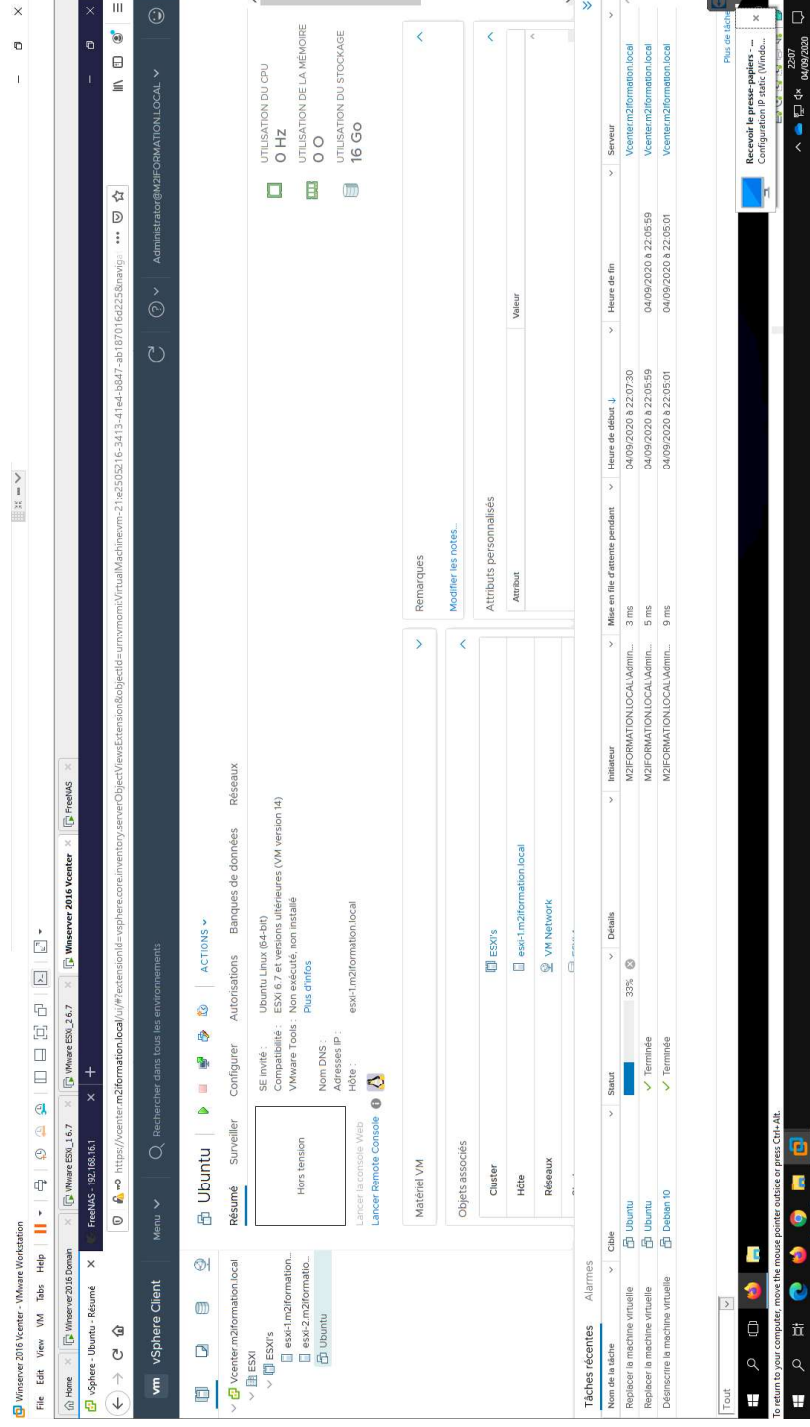 Winserver 2016 Vcenter - VMware Workstation
File Edit View VM Tabs Help
Home × Winserver2016 Domain × VMware ESXi_1 6.7 × VMware ESXi_2 6.7 × Winserver 2016 Vcenter × FreeNAS ×
vSphere - Ubuntu - Résumé × FreeNAS - 192.168.16.1 × +
https://vcenter.m2iformation.local/ui/#?extensionId=vsphere.core.inventory.serverObjectViewsExtension&objectId=urn:vmomi:VirtualMachine:vm-21:e2505216-3413-41e4-b847-ab187016d225&naviga
vm vSphere Client Menu Rechercher dans tous les environnements Administrator@M2IFORMATION.LOCAL
Vcenter.m2iformation.local
ESXI
ESXI's
esxi-1.m2iformation...
esxi-2.m2iformatio...
Ubuntu
Ubuntu ACTIONS
Résumé Surveiller Configurer Autorisations Banques de données Réseaux
Hors tension
Lancer la console Web
Lancer Remote Console
SE invité : Ubuntu Linux (64-bit)
Compatibilité : ESXi 6.7 et versions ultérieures (VM version 14)
VMware Tools : Non exécuté, non installé
Plus d'infos
Nom DNS :
Adresses IP :
Hôte : esxi-1.m2iformation.local
UTILISATION DU CPU
0 Hz
UTILISATION DE LA MÉMOIRE
0 O
UTILISATION DU STOCKAGE
16 Go
Matériel VM
Objets associés
Cluster ESXI's
Hôte esxi-1.m2iformation.local
Réseaux VM Network
Remarques
Modifier les notes...
Attributs personnalisés
Attribut Valeur
Tâches récentes Alarmes
Nom de la tâche Cible Statut Détails Initiateur Mise en file d'attente pendant Heure de début ↓ Heure de fin Serveur
Replacer la machine virtuelle Ubuntu 33% M2IFORMATION.LOCAL\Admin... 3 ms 04/09/2020 à 22:07:30 Vcenter.m2iformation.local
Replacer la machine virtuelle Ubuntu Terminée M2IFORMATION.LOCAL\Admin... 5 ms 04/09/2020 à 22:05:59 04/09/2020 à 22:05:59 Vcenter.m2iformation.local
Désinscrire la machine virtuelle Debian 10 Terminée M2IFORMATION.LOCAL\Admin... 9 ms 04/09/2020 à 22:05:01 04/09/2020 à 22:05:01 Vcenter.m2iformation.local
Tout
Plus de tâche
Recevoir le presse-papiers - ...
Configuration IP static (Windo...
To return to your computer, move the mouse pointer outside or press Ctrl+Alt.
22:07
04/09/2020